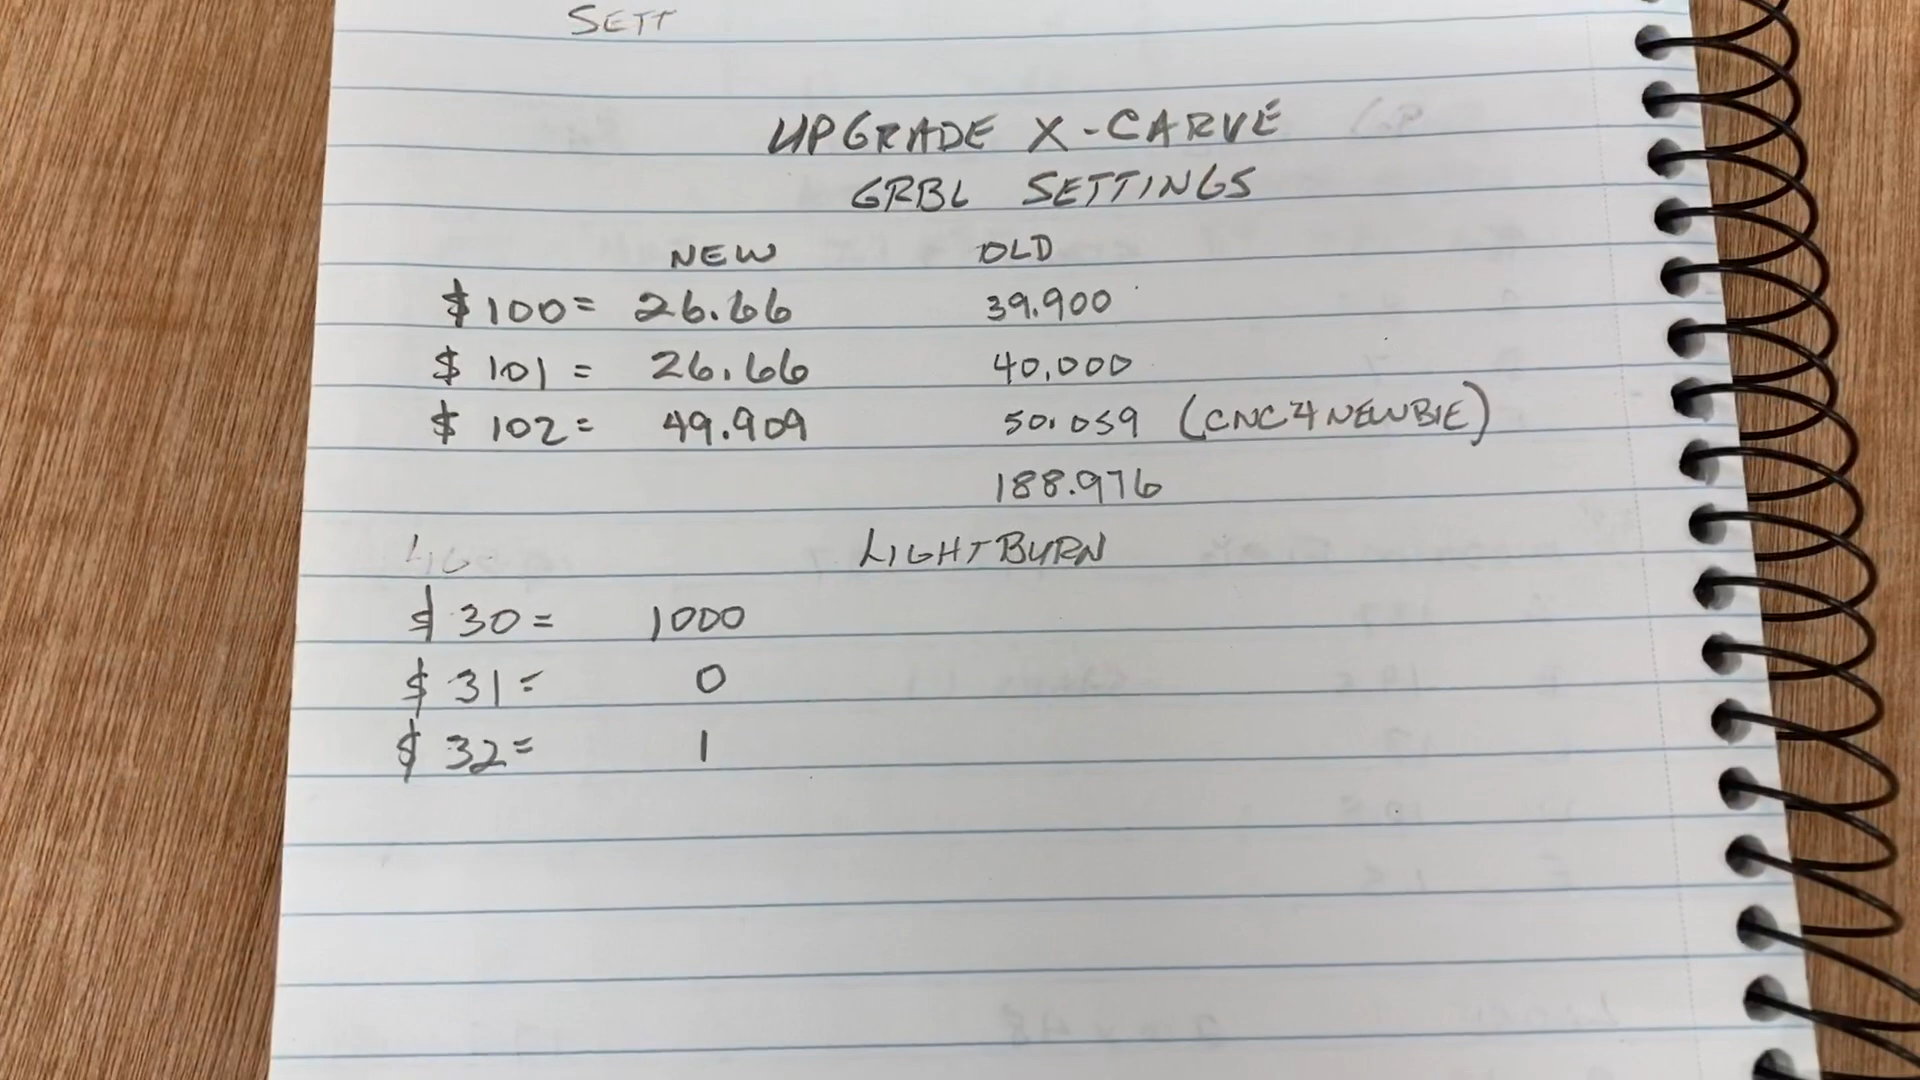 SETT
UPGRADE X-CARVE
GRBL SETTINGS
NEW OLD
$100= 26.66 39.900
$ 101 = 26.66 40.000
$ 102= 49.909 50.059 (CNC4NEWBIE)
188.976
LIG LIGHTBURN
$ 30= 1000
$ 31= 0
$ 32= 1